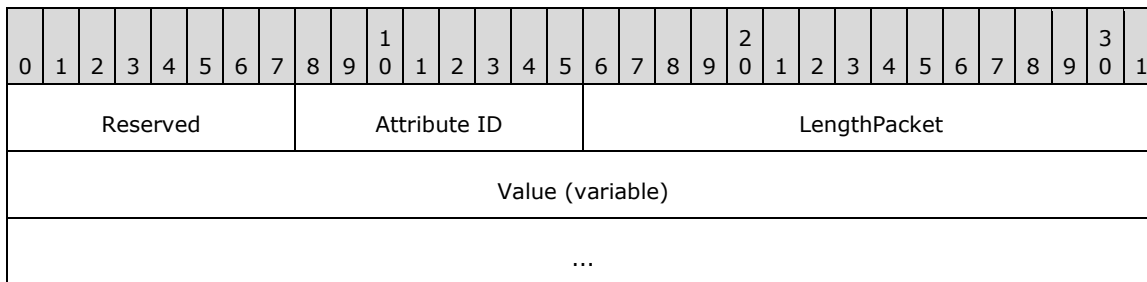 1 2 3
0 1 2 3 4 5 6 7 8 9 0 1 2 3 4 5 6 7 8 9 0 1 2 3 4 5 6 7 8 9 0 1
Reserved Attribute ID LengthPacket
Value (variable)
...